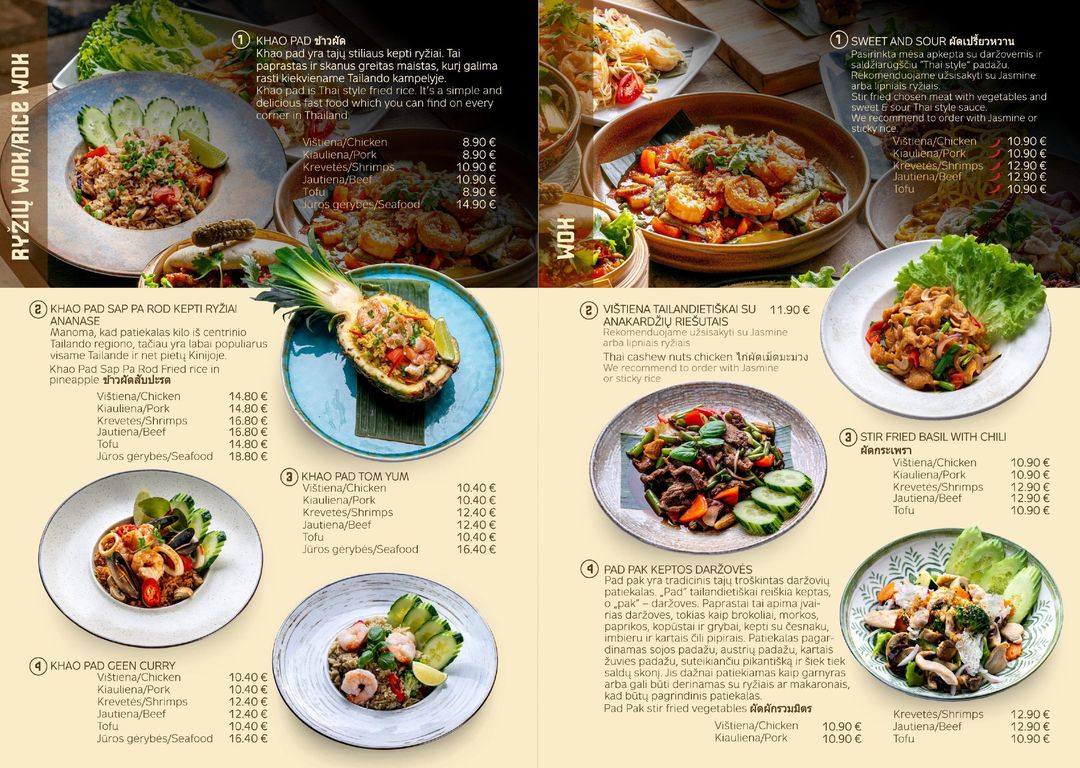 RYŽIŲ WOK/RICE WOK
1 KHAO PAD ข้าวผัด
Khao pad yra tajų stiliaus kepti ryžiai. Tai
paprastas ir skanus greitas maistas, kurį galima
rasti kiekviename Tailando kampelyje.
Khao pad is Thai style fried rice. It's a simple and
delicious fast food which you can find on every
corner in Thailand.
Vištiena/Chicken 8.90 €
Kiauliena/Pork 8.90 €
Krevetės/Shrimps 10.90 €
Jautiena/Beef 10.90 €
Tofu 8.90 €
Jūros gėrybės/Seafood 14.90 €
2 KHAO PAD SAP PA ROD KEPTI RYŽIAI
ANANASE
Manoma, kad patiekalas kilo iš centrinio
Tailando regiono, tačiau yra labai populiarus
visame Tailande ir net pietų Kinijoje.
Khao Pad Sap Pa Rod Fried rice in
pineapple ข้าวผัดสับปะรด
Vištiena/Chicken 14.80 €
Kiauliena/Pork 14.80 €
Krevetės/Shrimps 16.80 €
Jautiena/Beef 16.80 €
Tofu 14.80 €
Jūros gėrybės/Seafood 18.80 €
3 KHAO PAD TOM YUM
Vištiena/Chicken 10.40 €
Kiauliena/Pork 10.40 €
Krevetės/Shrimps 12.40 €
Jautiena/Beef 12.40 €
Tofu 10.40 €
Jūros gėrybės/Seafood 16.40 €
4 KHAO PAD GEEN CURRY
Vištiena/Chicken 10.40 €
Kiauliena/Pork 10.40 €
Krevetės/Shrimps 12.40 €
Jautiena/Beef 12.40 €
Tofu 10.40 €
Jūros gėrybės/Seafood 16.40 €
WOK
1 SWEET AND SOUR ผัดเปรี้ยวหวาน
Pasirinkta mėsa apkepta su daržovėmis ir
saldžiarūgščiu "Thai style" padažu.
Rekomenduojame užsisakyti su Jasmine
arba lipniais ryžiais.
Stir fried chosen meat with vegetables and
sweet & sour Thai style sauce.
We recommend to order with Jasmine or
sticky rice.
Vištiena/Chicken 10.90 €
Kiauliena/Pork 10.90 €
Krevetės/Shrimps 12.90 €
Jautiena/Beef 12.90 €
Tofu 10.90 €
2 VIŠTIENA TAILANDIETIŠKAI SU 11.90 €
ANAKARDŽIŲ RIEŠUTAIS
Rekomenduojame užsisakyti su Jasmine
arba lipniais ryžiais
Thai cashew nuts chicken ไก่ผัดเม็ดมะม่วง
We recommend to order with Jasmine
or sticky rice
3 STIR FRIED BASIL WITH CHILI
ผัดกระเพรา
Vištiena/Chicken 10.90 €
Kiauliena/Pork 10.90 €
Krevetės/Shrimps 12.90 €
Jautiena/Beef 12.90 €
Tofu 10.90 €
4 PAD PAK KEPTOS DARŽOVĖS
Pad pak yra tradicinis tajų troškintas daržovių
patiekalas. „Pad" tailandietiškai reiškia keptas,
o „pak" – daržoves. Paprastai tai apima įvai-
rias daržoves, tokias kaip brokoliai, morkos,
paprikos, kopūstai ir grybai, kepti su česnaku,
imbieru ir kartais čili pipirais. Patiekalas pagar-
dinamas sojos padažu, austrių padažu, kartais
žuvies padažu, suteikiančiu pikantišką ir šiek tiek
saldų skonį. Jis dažnai patiekiamas kaip garnyras
arba gali būti derinamas su ryžiais ar makaronais,
kad būtų pagrindinis patiekalas.
Pad Pak stir fried vegetables ผัดผักรวมมิตร
Vištiena/Chicken 10.90 €
Kiauliena/Pork 10.90 €
Krevetės/Shrimps 12.90 €
Jautiena/Beef 12.90 €
Tofu 10.90 €